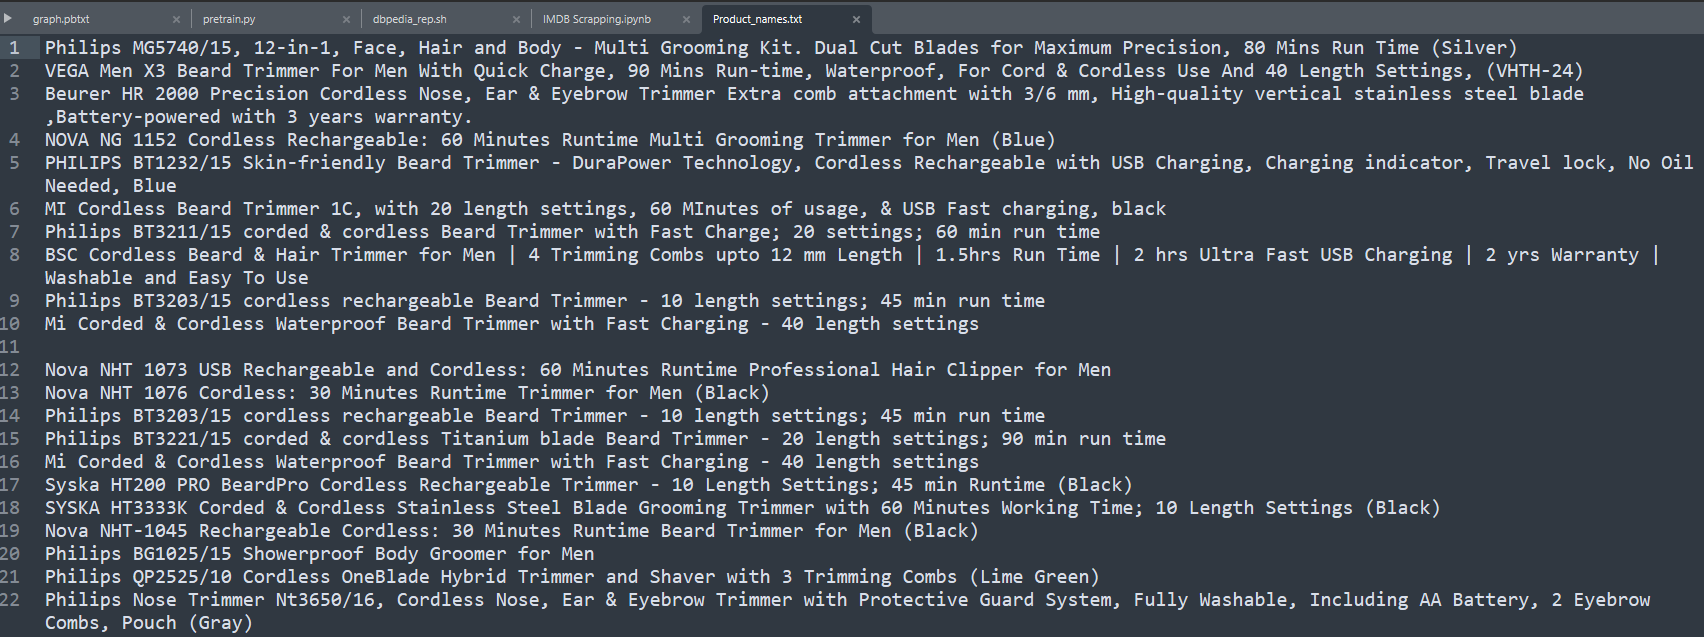 graph.pbtxt
pretrain.py
dbpedia_rep.sh
IMDB Scrapping.ipynb
Product_names.txt
1 Philips MG5740/15, 12-in-1, Face, Hair and Body - Multi Grooming Kit. Dual Cut Blades for Maximum Precision, 80 Mins Run Time (Silver)
2 VEGA Men X3 Beard Trimmer For Men With Quick Charge, 90 Mins Run-time, Waterproof, For Cord & Cordless Use And 40 Length Settings, (VHTH-24)
3 Beurer HR 2000 Precision Cordless Nose, Ear & Eyebrow Trimmer Extra comb attachment with 3/6 mm, High-quality vertical stainless steel blade
,Battery-powered with 3 years warranty.
4 NOVA NG 1152 Cordless Rechargeable: 60 Minutes Runtime Multi Grooming Trimmer for Men (Blue)
5 PHILIPS BT1232/15 Skin-friendly Beard Trimmer - DuraPower Technology, Cordless Rechargeable with USB Charging, Charging indicator, Travel lock, No Oil
Needed, Blue
6 MI Cordless Beard Trimmer 1C, with 20 length settings, 60 MInutes of usage, & USB Fast charging, black
7 Philips BT3211/15 corded & cordless Beard Trimmer with Fast Charge; 20 settings; 60 min run time
8 BSC Cordless Beard & Hair Trimmer for Men | 4 Trimming Combs upto 12 mm Length | 1.5hrs Run Time | 2 hrs Ultra Fast USB Charging | 2 yrs Warranty |
Washable and Easy To Use
9 Philips BT3203/15 cordless rechargeable Beard Trimmer - 10 length settings; 45 min run time
10 Mi Corded & Cordless Waterproof Beard Trimmer with Fast Charging - 40 length settings
11
12 Nova NHT 1073 USB Rechargeable and Cordless: 60 Minutes Runtime Professional Hair Clipper for Men
13 Nova NHT 1076 Cordless: 30 Minutes Runtime Trimmer for Men (Black)
14 Philips BT3203/15 cordless rechargeable Beard Trimmer - 10 length settings; 45 min run time
15 Philips BT3221/15 corded & cordless Titanium blade Beard Trimmer - 20 length settings; 90 min run time
16 Mi Corded & Cordless Waterproof Beard Trimmer with Fast Charging - 40 length settings
17 Syska HT200 PRO BeardPro Cordless Rechargeable Trimmer - 10 Length Settings; 45 min Runtime (Black)
18 SYSKA HT3333K Corded & Cordless Stainless Steel Blade Grooming Trimmer with 60 Minutes Working Time; 10 Length Settings (Black)
19 Nova NHT-1045 Rechargeable Cordless: 30 Minutes Runtime Beard Trimmer for Men (Black)
20 Philips BG1025/15 Showerproof Body Groomer for Men
21 Philips QP2525/10 Cordless OneBlade Hybrid Trimmer and Shaver with 3 Trimming Combs (Lime Green)
22 Philips Nose Trimmer Nt3650/16, Cordless Nose, Ear & Eyebrow Trimmer with Protective Guard System, Fully Washable, Including AA Battery, 2 Eyebrow
Combs, Pouch (Gray)